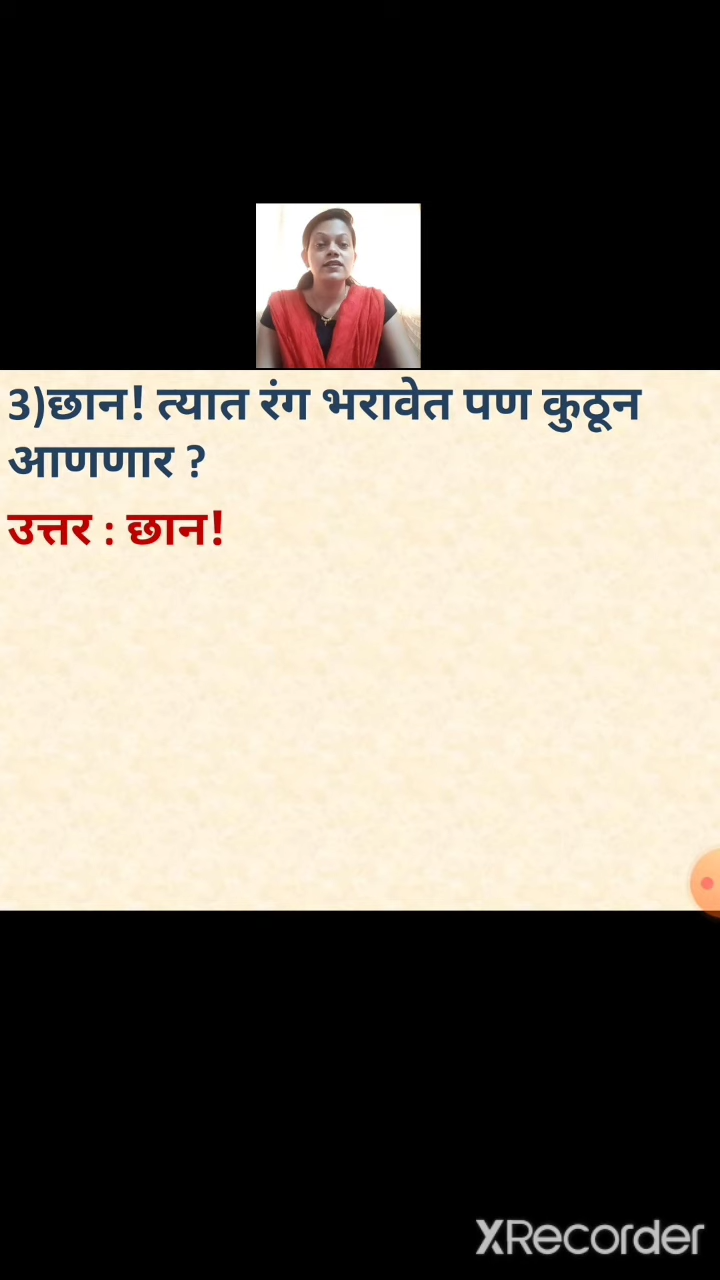 3)छान! त्यात रंग भरावेत पण कुठून
आणणार ?
उत्तर : छान!
XRecorder